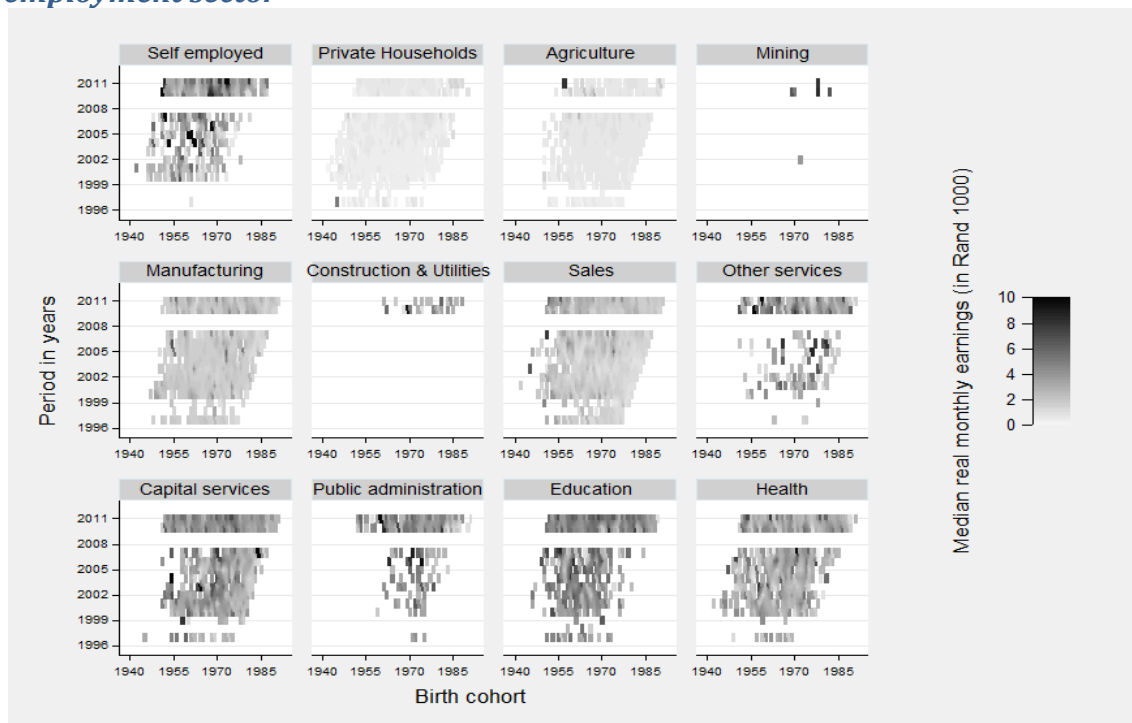 employment sector
Self employed Private Households Agriculture Mining
2011
2008
2005
2002
1999
1996
1940 1955 1970 1985 1940 1955 1970 1985 1940 1955 1970 1985 1940 1955 1970 1985
Manufacturing Construction & Utilities Sales Other services
2011
2008
2005
2002
1999
1996
1940 1955 1970 1985 1940 1955 1970 1985 1940 1955 1970 1985 1940 1955 1970 1985
Capital services Public administration Education Health
2011
2008
2005
2002
1999
1996
1940 1955 1970 1985 1940 1955 1970 1985 1940 1955 1970 1985 1940 1955 1970 1985
Period in years
Birth cohort
Median real monthly earnings (in Rand 1000)
10
8
6
4
2
0